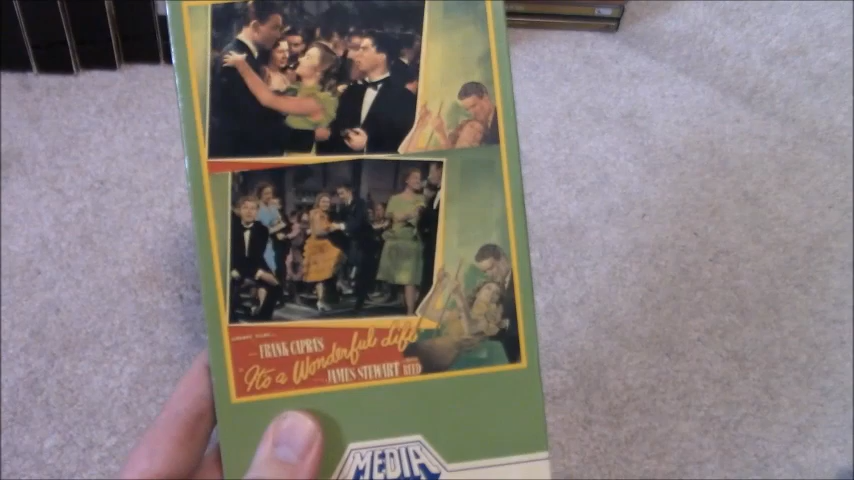 FRANK CAPRA'S
It's a Wonderful Life
JAMES STEWART
REED
MEDIA